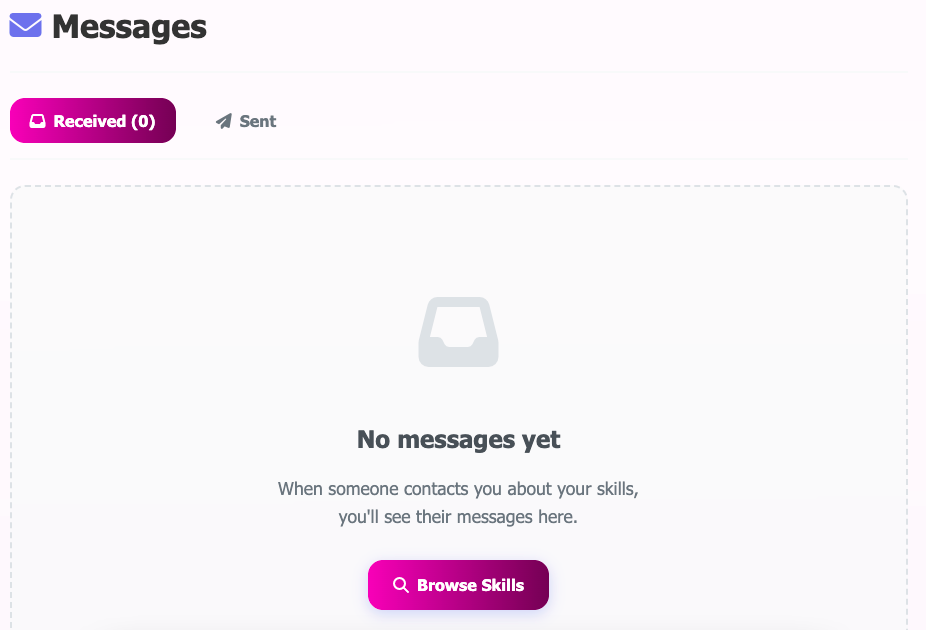 Messages
Received (0)
Sent
No messages yet
When someone contacts you about your skills,
you'll see their messages here.
Browse Skills